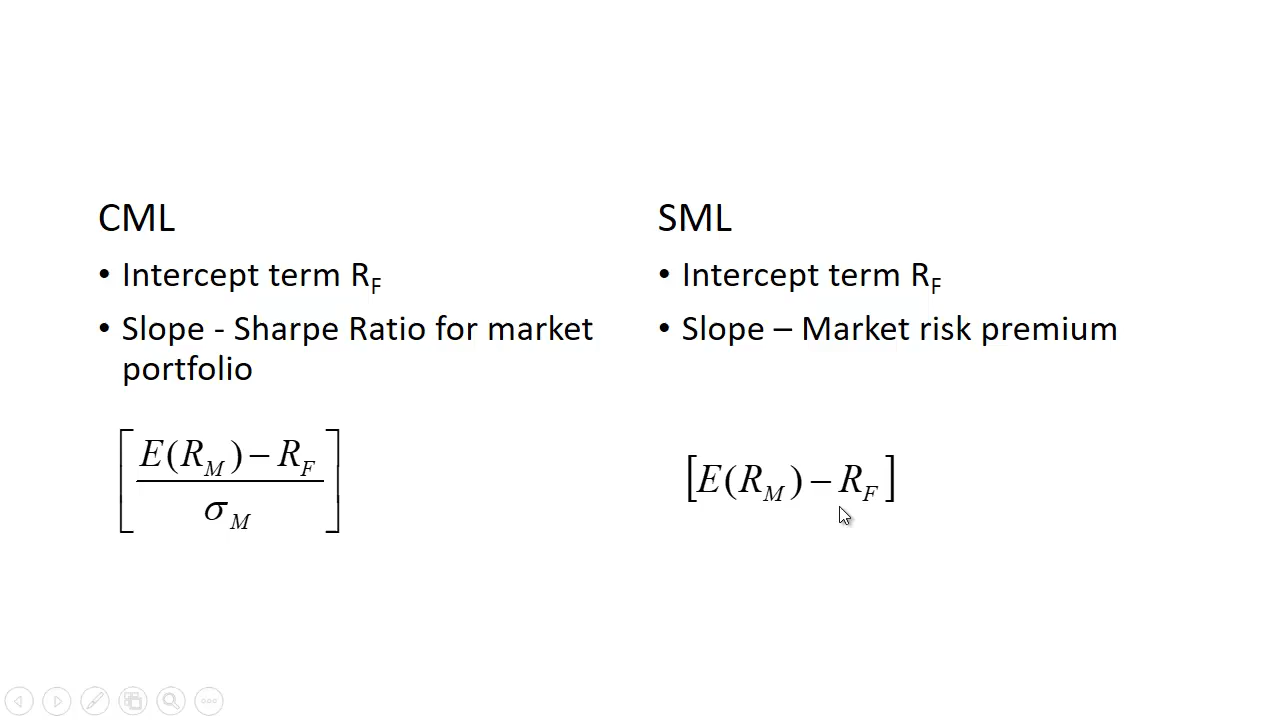 CML
• Intercept term R_F
• Slope - Sharpe Ratio for market
portfolio
[ (E(R_M) − R_F) / σ_M ]
SML
• Intercept term R_F
• Slope – Market risk premium
[E(R_M) − R_F]